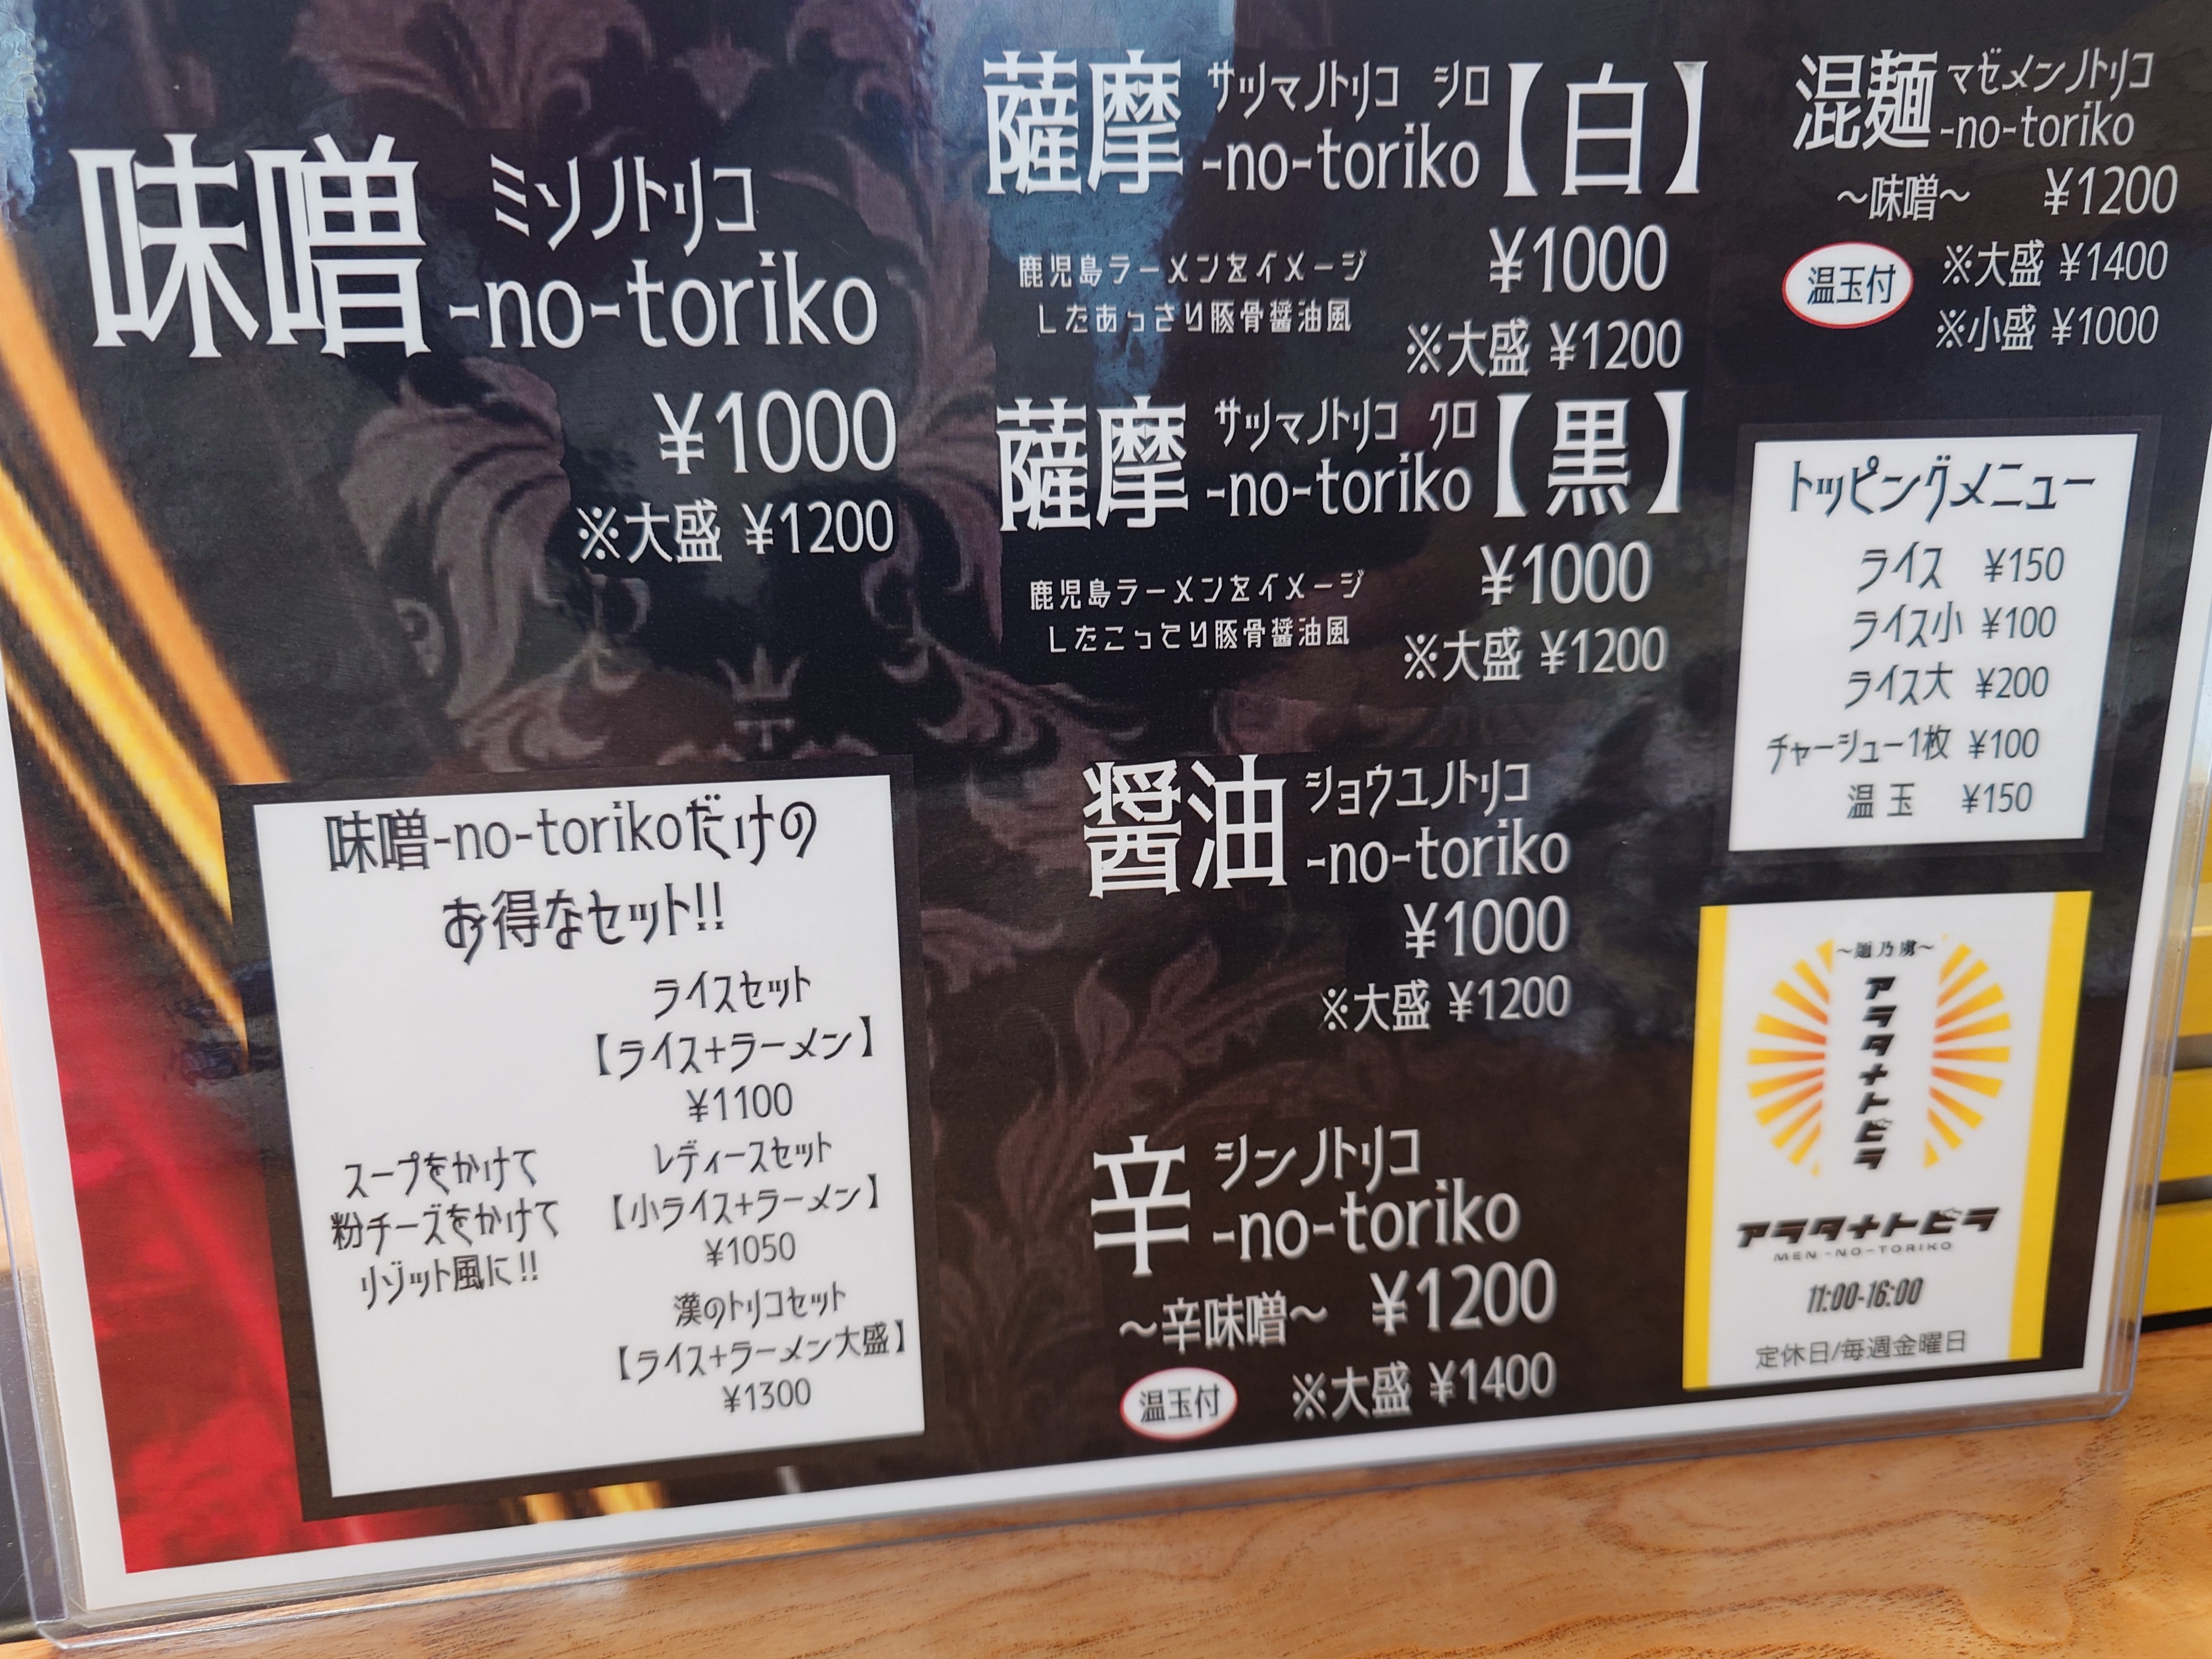 味噌 ミソノトリコ
-no-toriko
¥1000
※大盛 ¥1200
味噌-no-torikoだけの
お得なセット!!
ライスセット
【ライス+ラーメン】
¥1100
レディースセット
【小ライス+ラーメン】
¥1050
漢のトリコセット
【ライス+ラーメン大盛】
¥1300
スープをかけて
粉チーズをかけて
リゾット風に!!
薩摩 サツマノトリコ シロ
-no-toriko【白】
¥1000
鹿児島ラーメンをイメージ
したあっさり豚骨醤油風
※大盛 ¥1200
薩摩 サツマノトリコ クロ
-no-toriko【黒】
¥1000
鹿児島ラーメンをイメージ
したこってり豚骨醤油風
※大盛 ¥1200
醤油 ショウユノトリコ
-no-toriko
¥1000
※大盛 ¥1200
辛 シンノトリコ
-no-toriko
～辛味噌～ ¥1200
温玉付 ※大盛 ¥1400
混麺 マゼメンノトリコ
-no-toriko
～味噌～ ¥1200
温玉付 ※大盛 ¥1400
※小盛 ¥1000
トッピングメニュー
ライス ¥150
ライス小 ¥100
ライス大 ¥200
チャーシュー1枚 ¥100
温玉 ¥150
～麺乃虜～
アラタナトビラ
アラタナトビラ
MEN-NO-TORIKO
11:00-16:00
定休日/毎週金曜日